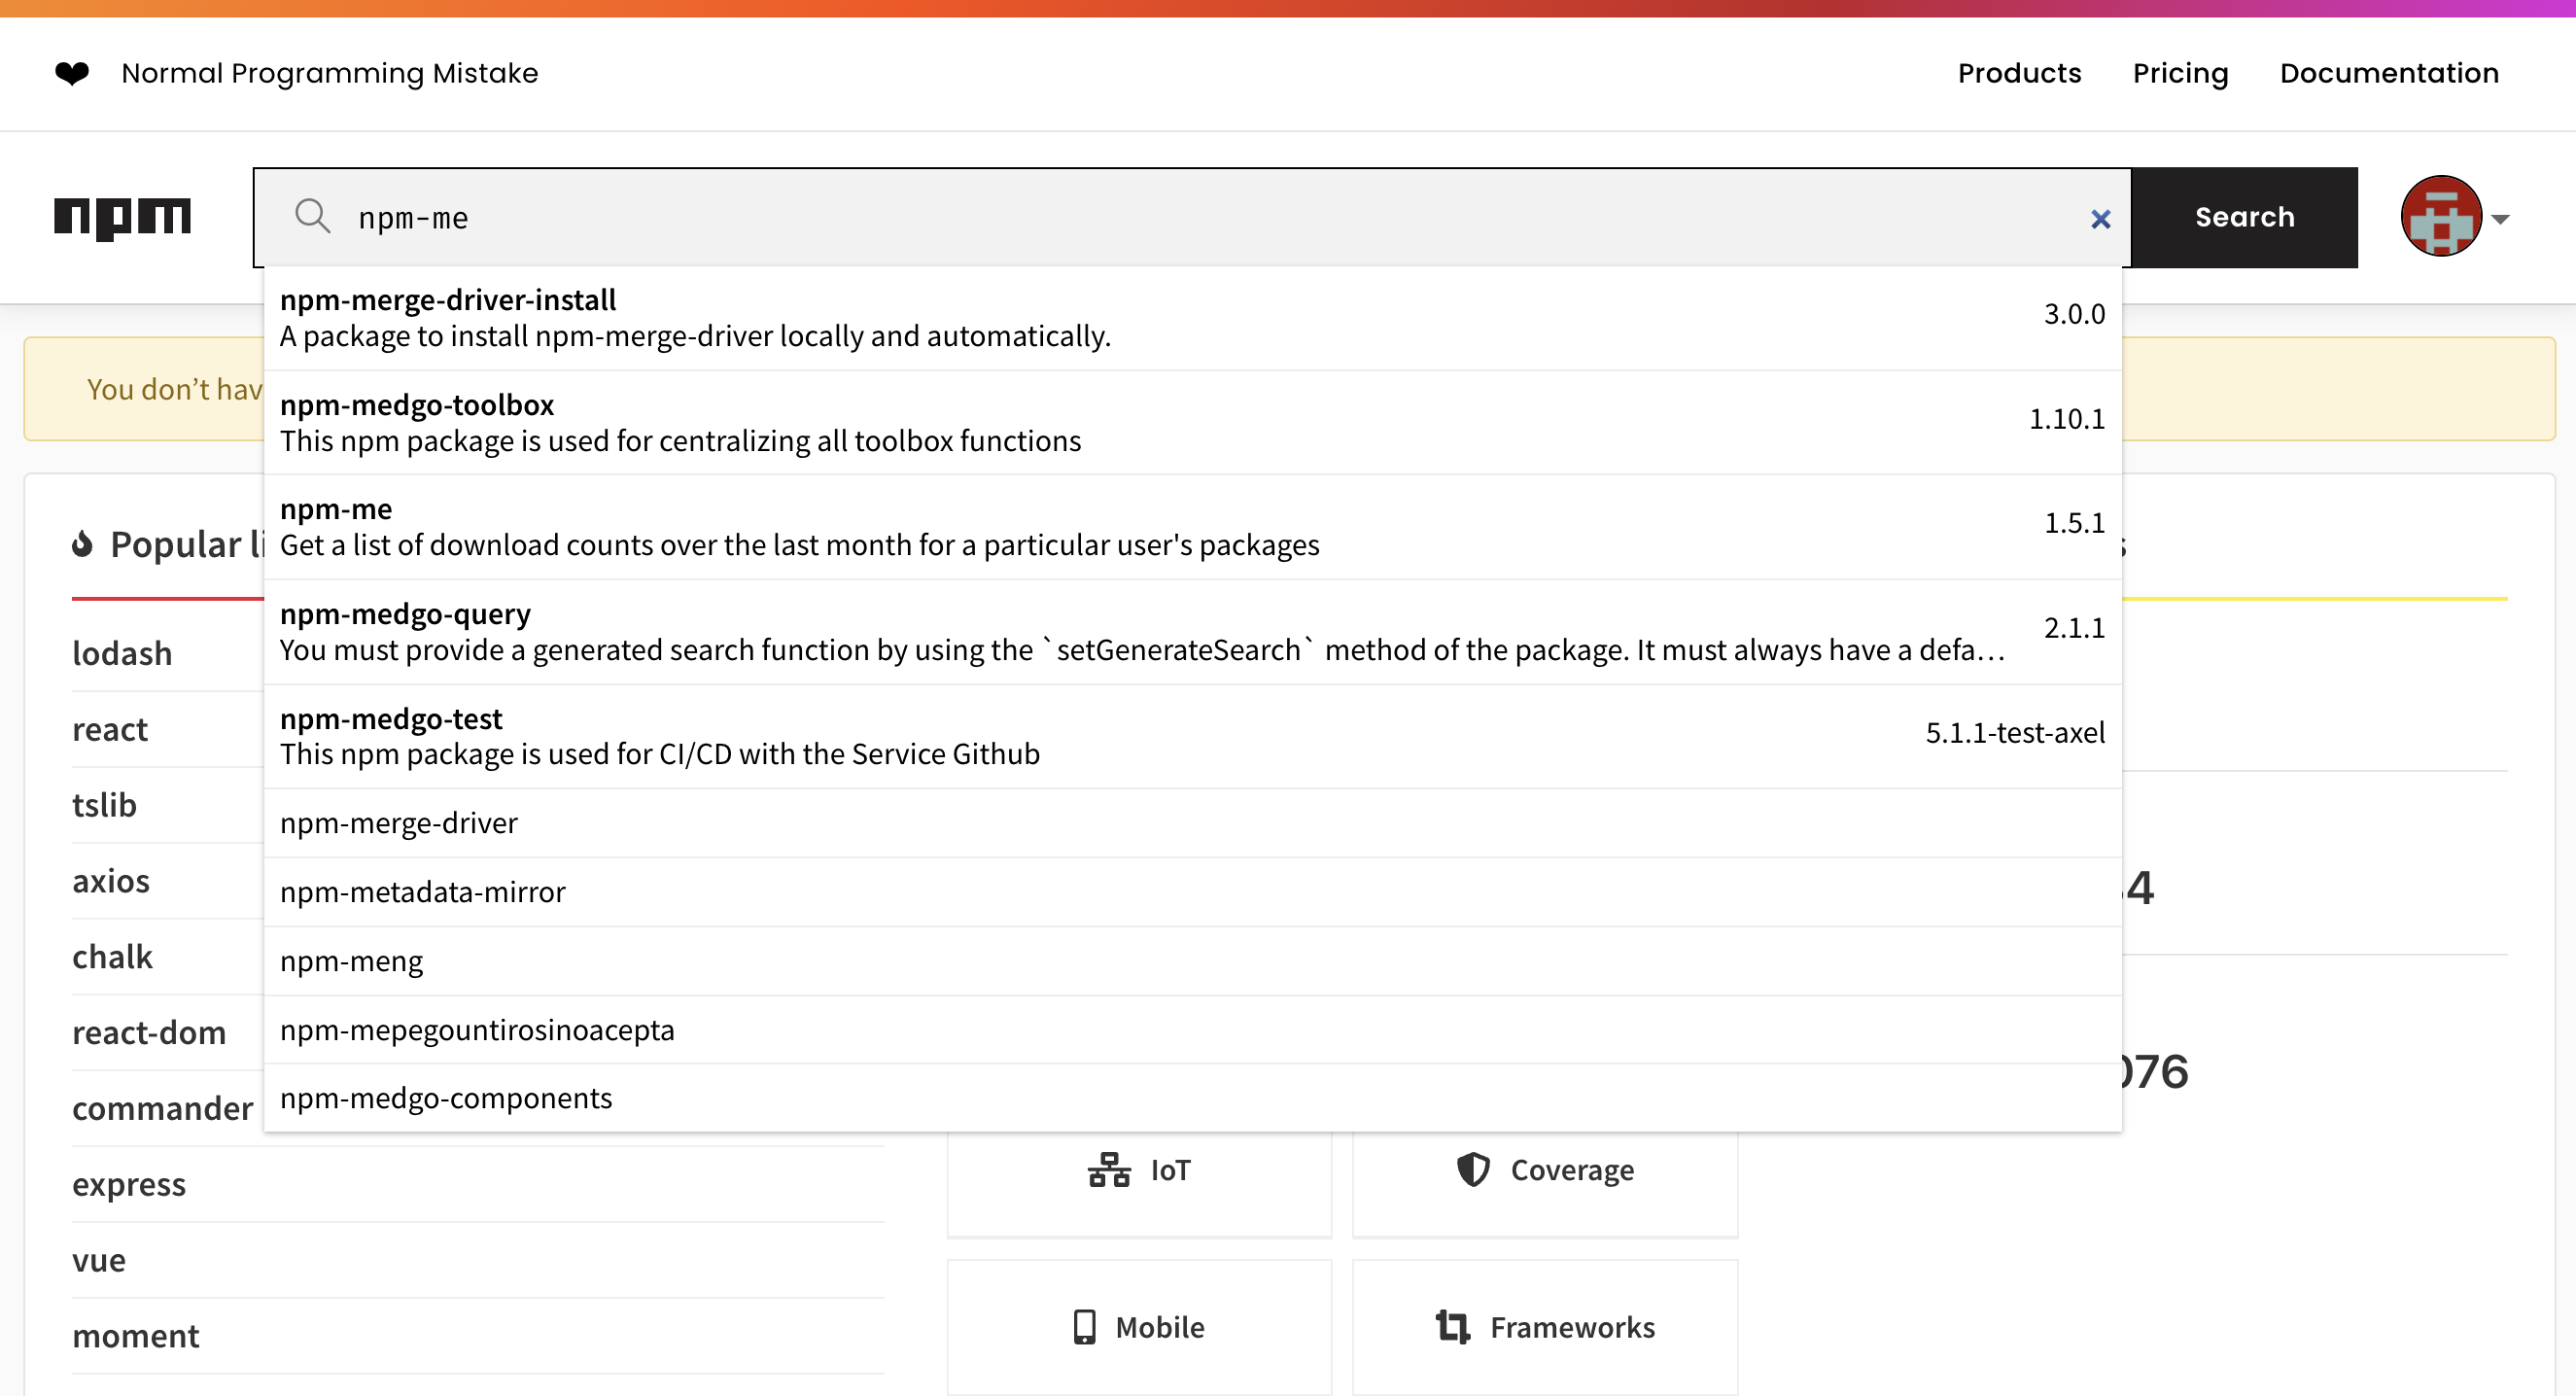 Normal Programming Mistake
Products Pricing Documentation
npm
npm-me
Search
npm-merge-driver-install
A package to install npm-merge-driver locally and automatically.
3.0.0
npm-medgo-toolbox
This npm package is used for centralizing all toolbox functions
1.10.1
npm-me
Get a list of download counts over the last month for a particular user's packages
1.5.1
npm-medgo-query
You must provide a generated search function by using the `setGenerateSearch` method of the package. It must always have a defa…
2.1.1
npm-medgo-test
This npm package is used for CI/CD with the Service Github
5.1.1-test-axel
npm-merge-driver
npm-metadata-mirror
npm-meng
npm-mepegountirosinoacepta
npm-medgo-components
You don’t
Popular
lodash
react
tslib
axios
chalk
react-dom
commander
express
vue
moment
IoT
Coverage
Mobile
Frameworks